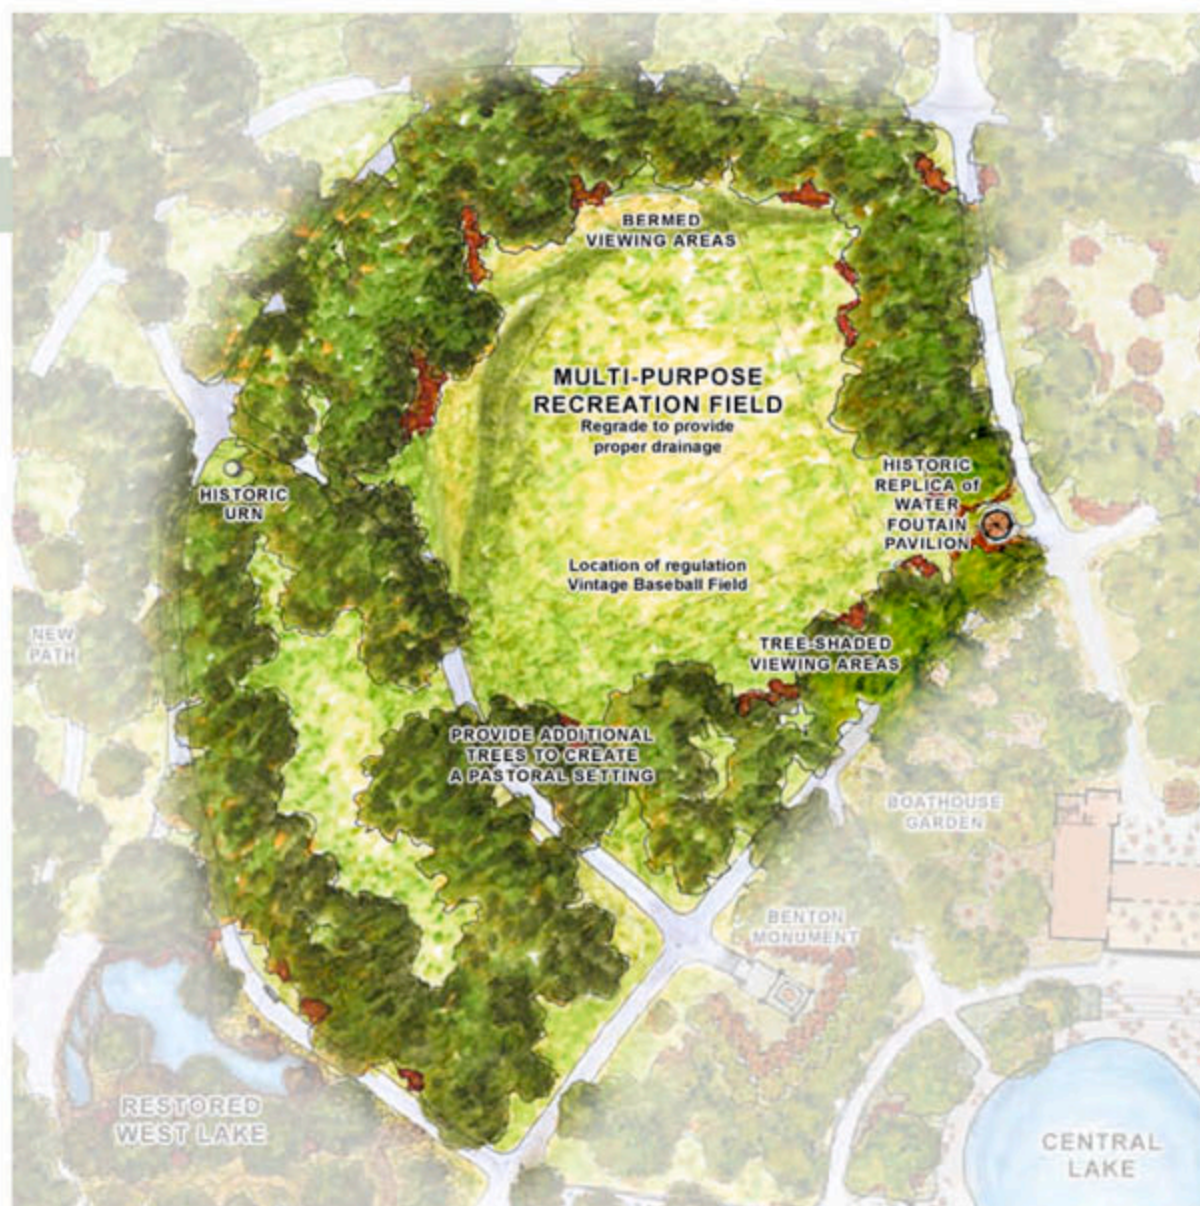 BERMED
VIEWING AREAS
MULTI-PURPOSE
RECREATION FIELD
Regrade to provide
proper drainage
HISTORIC
REPLICA of
WATER
FOUTAIN
PAVILION
HISTORIC
URN
Location of regulation
Vintage Baseball Field
NEW
PATH
TREE-SHADED
VIEWING AREAS
PROVIDE ADDITIONAL
TREES TO CREATE
A PASTORAL SETTING
BOATHOUSE
GARDEN
BENTON
MONUMENT
RESTORED
WEST LAKE
CENTRAL
LAKE